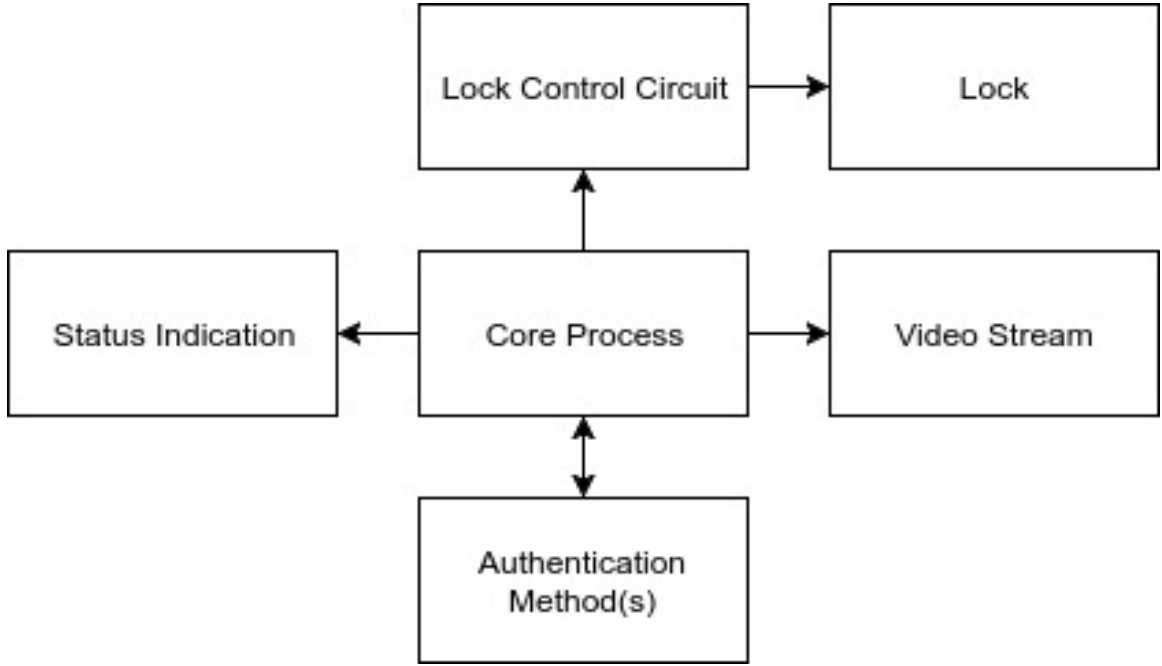 Lock Control Circuit
Lock
Status Indication
Core Process
Video Stream
Authentication
Method(s)